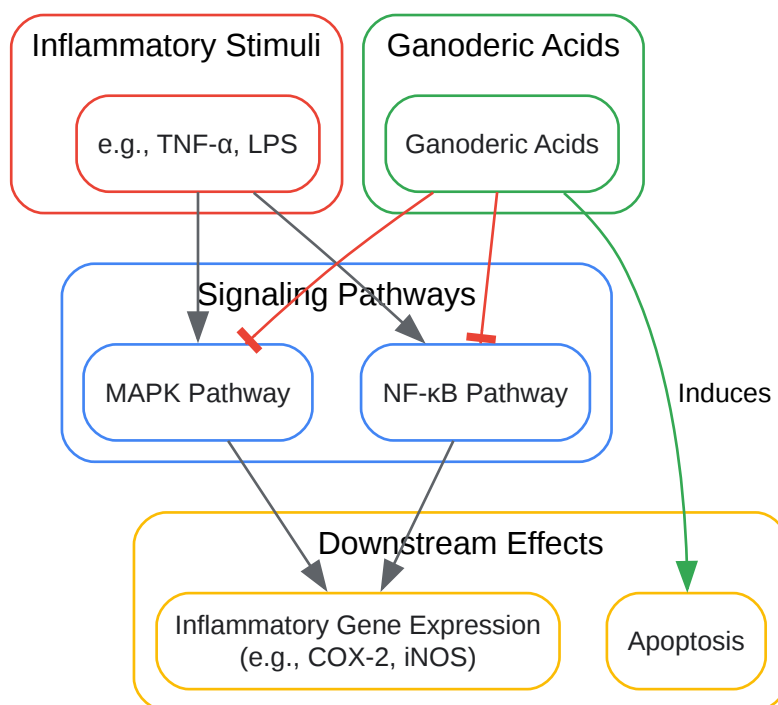 Inflammatory Stimuli
Ganoderic Acids
e.g., TNF-α, LPS
Ganoderic Acids
Signaling Pathways
MAPK Pathway
NF-κB Pathway
Induces
Downstream Effects
Inflammatory Gene Expression
(e.g., COX-2, iNOS)
Apoptosis